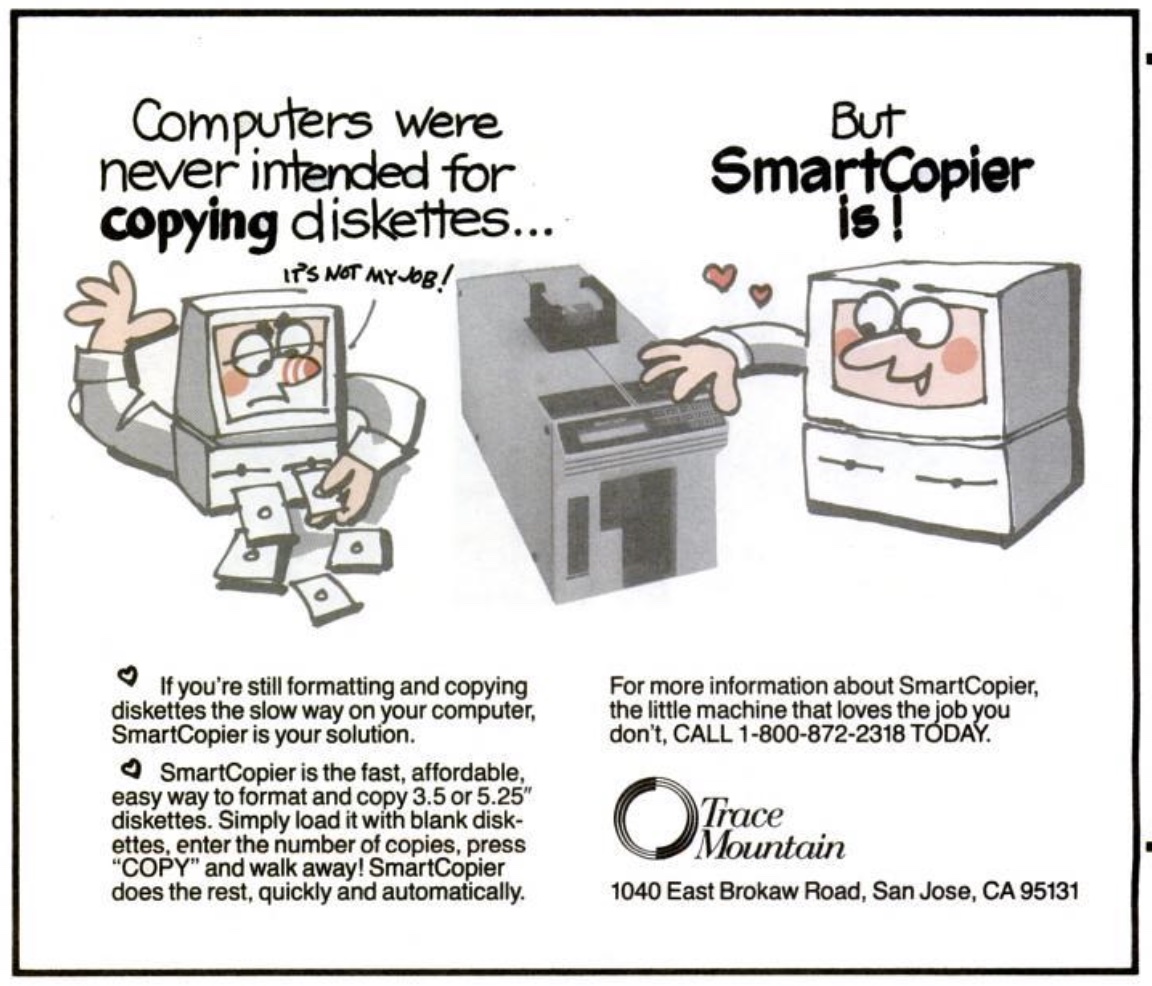 Computers were
never intended for
copying diskettes...
IT'S NOT MY JOB!
But
SmartCopier
is!
If you're still formatting and copying
diskettes the slow way on your computer,
SmartCopier is your solution.
SmartCopier is the fast, affordable,
easy way to format and copy 3.5 or 5.25″
diskettes. Simply load it with blank disk-
ettes, enter the number of copies, press
“COPY” and walk away! SmartCopier
does the rest, quickly and automatically.
For more information about SmartCopier,
the little machine that loves the job you
don't, CALL 1-800-872-2318 TODAY.
Trace
Mountain
1040 East Brokaw Road, San Jose, CA 95131